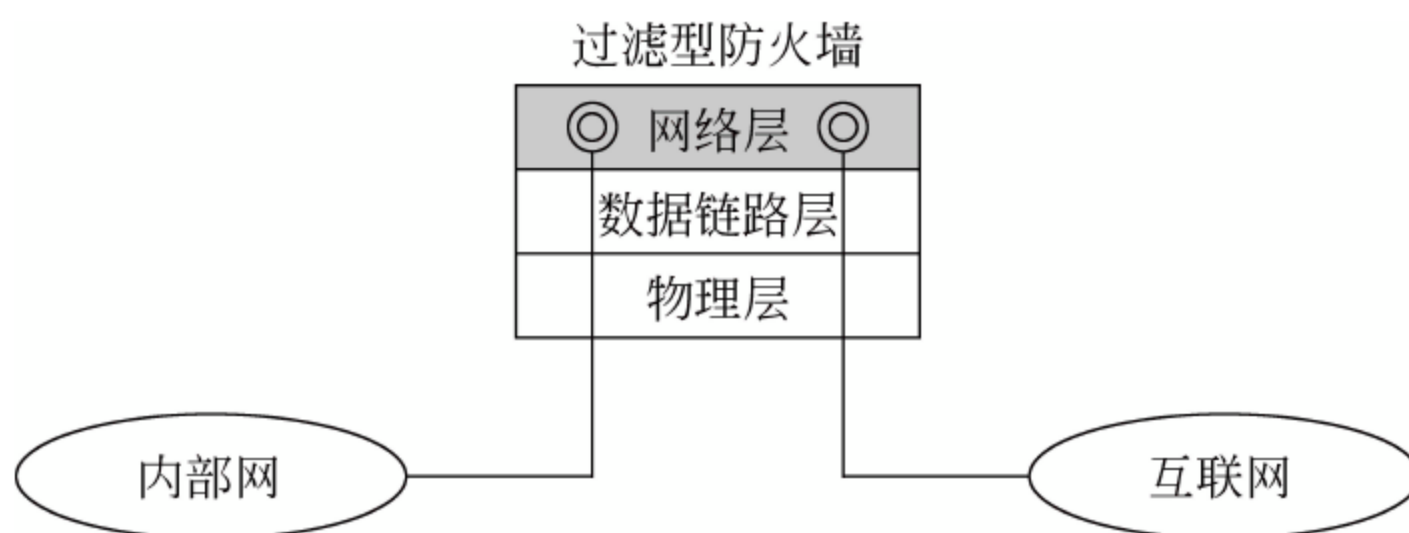 过滤型防火墙
网络层
数据链路层
物理层
内部网
互联网